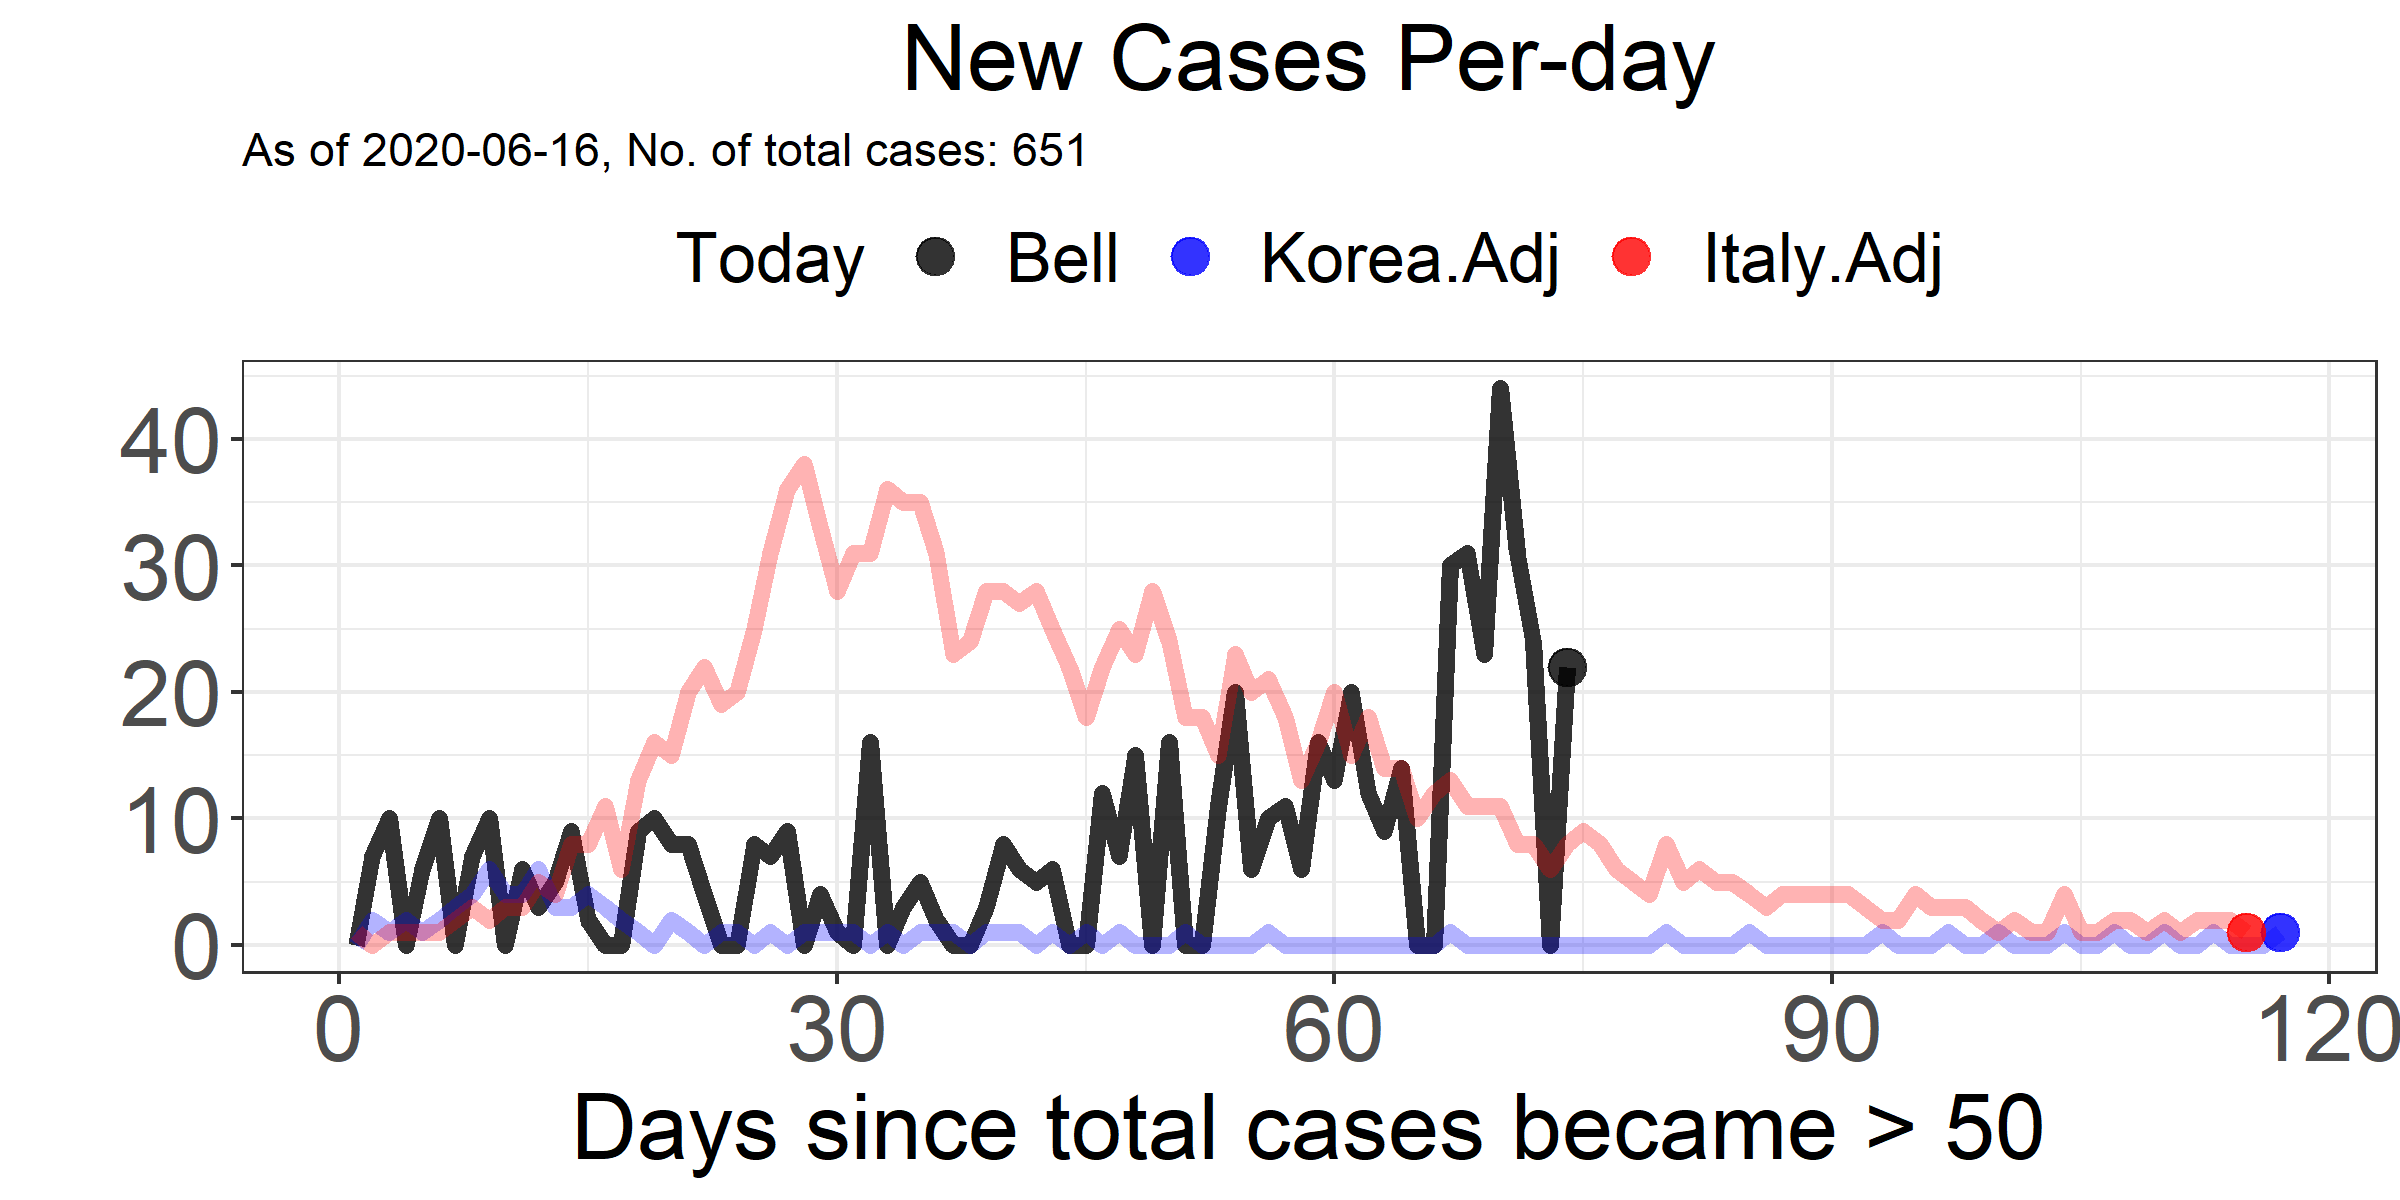 New Cases Per-day
As of 2020-06-16, No. of total cases: 651
Today Bell Korea.Adj Italy.Adj
40
30
20
10
0
0 30 60 90 120
Days since total cases became > 50